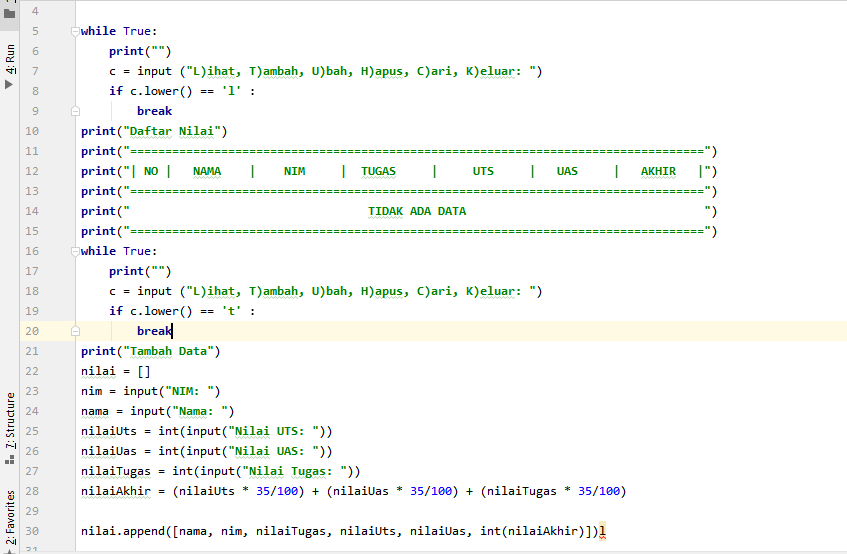 4
5 while True:
6 print("")
7 c = input ("L)ihat, T)ambah, U)bah, H)apus, C)ari, K)eluar: ")
8 if c.lower() == 'l' :
9 break
10 print("Daftar Nilai")
11 print("==================================================================================")
12 print("| NO |   NAMA    |    NIM     |  TUGAS     |     UTS     |   UAS     |   AKHIR   |")
13 print("==================================================================================")
14 print("                                  TIDAK ADA DATA                                  ")
15 print("==================================================================================")
16 while True:
17 print("")
18 c = input ("L)ihat, T)ambah, U)bah, H)apus, C)ari, K)eluar: ")
19 if c.lower() == 't' :
20 break
21 print("Tambah Data")
22 nilai = []
23 nim = input("NIM: ")
24 nama = input("Nama: ")
25 nilaiUts = int(input("Nilai UTS: "))
26 nilaiUas = int(input("Nilai UAS: "))
27 nilaiTugas = int(input("Nilai Tugas: "))
28 nilaiAkhir = (nilaiUts * 35/100) + (nilaiUas * 35/100) + (nilaiTugas * 35/100)
29
30 nilai.append([nama, nim, nilaiTugas, nilaiUts, nilaiUas, int(nilaiAkhir)])l
31
4: Run
7: Structure
2: Favorites